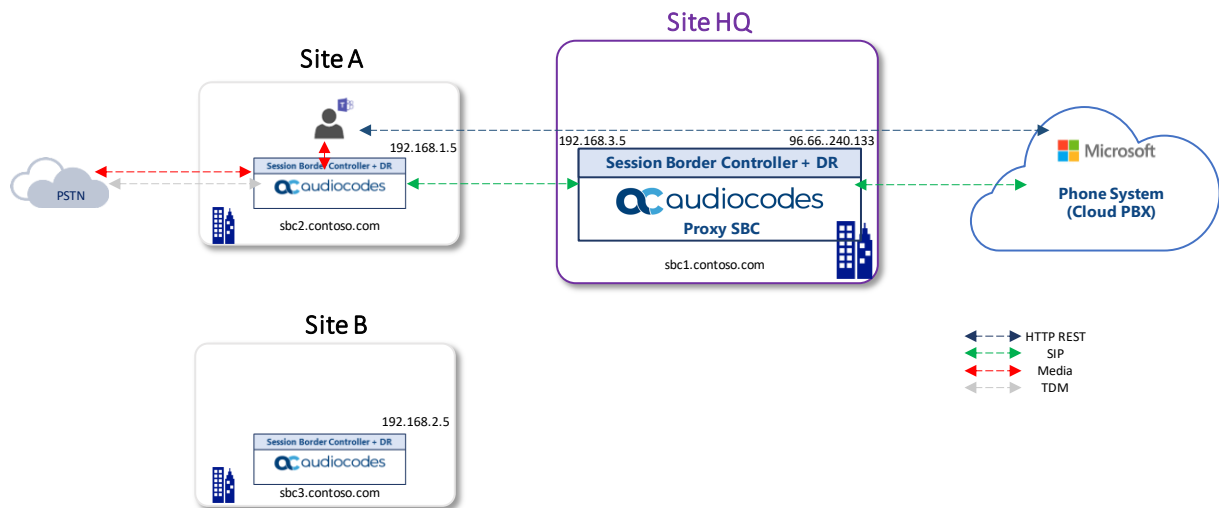 Site HQ
Site A
192.168.1.5
Session Border Controller + DR
audiocodes
sbc2.contoso.com
PSTN
192.168.3.5
96.66..240.133
Session Border Controller + DR
audiocodes
Proxy SBC
sbc1.contoso.com
Microsoft
Phone System
(Cloud PBX)
Site B
192.168.2.5
Session Border Controller + DR
audiocodes
sbc3.contoso.com
HTTP REST
SIP
Media
TDM